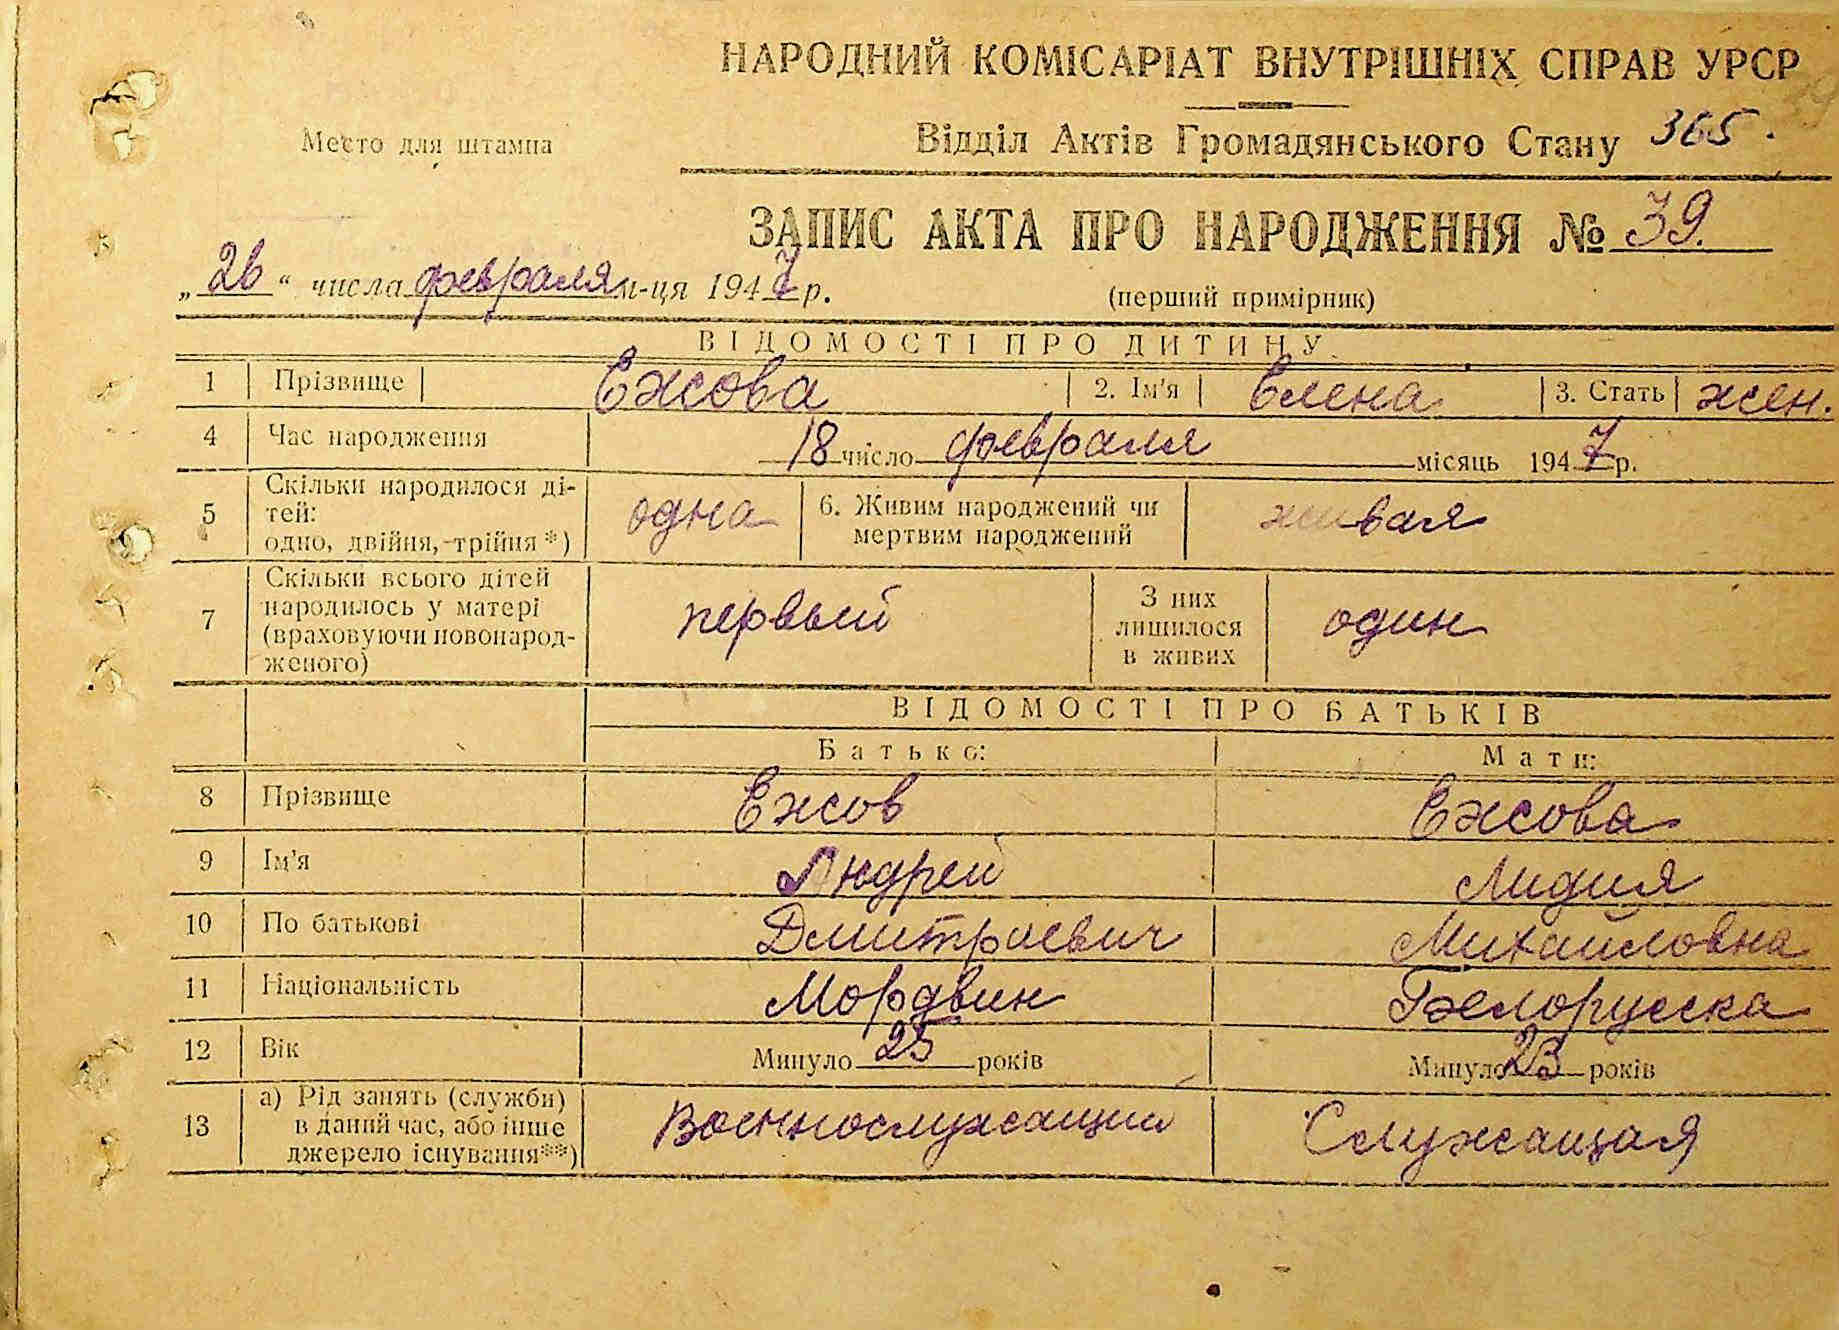 НАРОДНИЙ КОМІСАРІАТ ВНУТРІШНІХ СПРАВ УРСР
Место для штампа
Відділ Актів Громадянського Стану 365.
ЗАПИС АКТА ПРО НАРОДЖЕННЯ № 39.
„26“ числа февраля м-ця 1947 р.
(перший примірник)
ВІДОМОСТІ ПРО ДИТИНУ
1 Прізвище Ежова 2. Ім'я Елена 3. Стать жен.
4 Час народження 18 число февраля місяць 1947 р.
5 Скільки народилося ді-
тей:
одно, двійня, трійня *) одна 6. Живим народжений чи
мертвим народжений живая
7 Скільки всього дітей
народилось у матері
(враховуючи новонарод-
женого) первый З них
лишилося
в живих один
ВІДОМОСТІ ПРО БАТЬКІВ
Батько: Мати:
8 Прізвище Ежов Ежова
9 Ім'я Андрей Лидия
10 По батькові Дмитриевич Михайловна
11 Національність Мордвин Белорусска
12 Вік Минуло 25 років Минуло 23 років
13 а) Рід занять (служби)
в даний час, або інше
джерело існування**) Военнослужащий Служащая